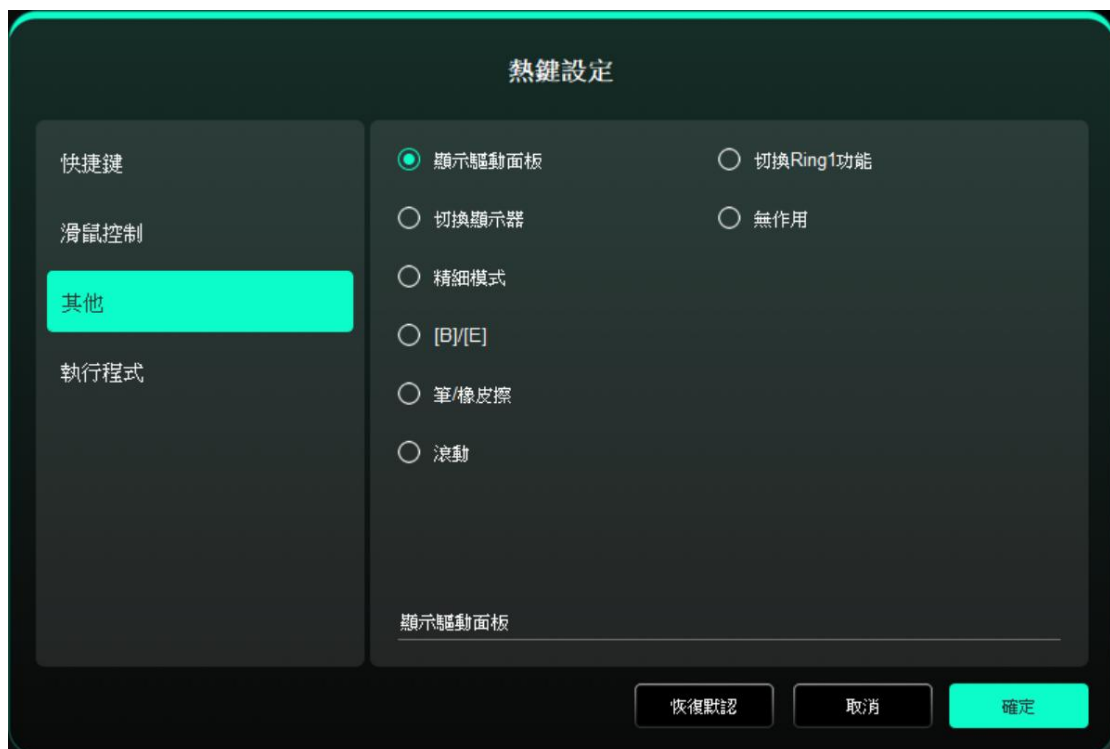 熱鍵設定
快捷鍵
滑鼠控制
其他
執行程式
顯示驅動面板
切換Ring1功能
切換顯示器
無作用
精細模式
[B]/[E]
筆/橡皮擦
滾動
顯示驅動面板
恢復默認
取消
確定